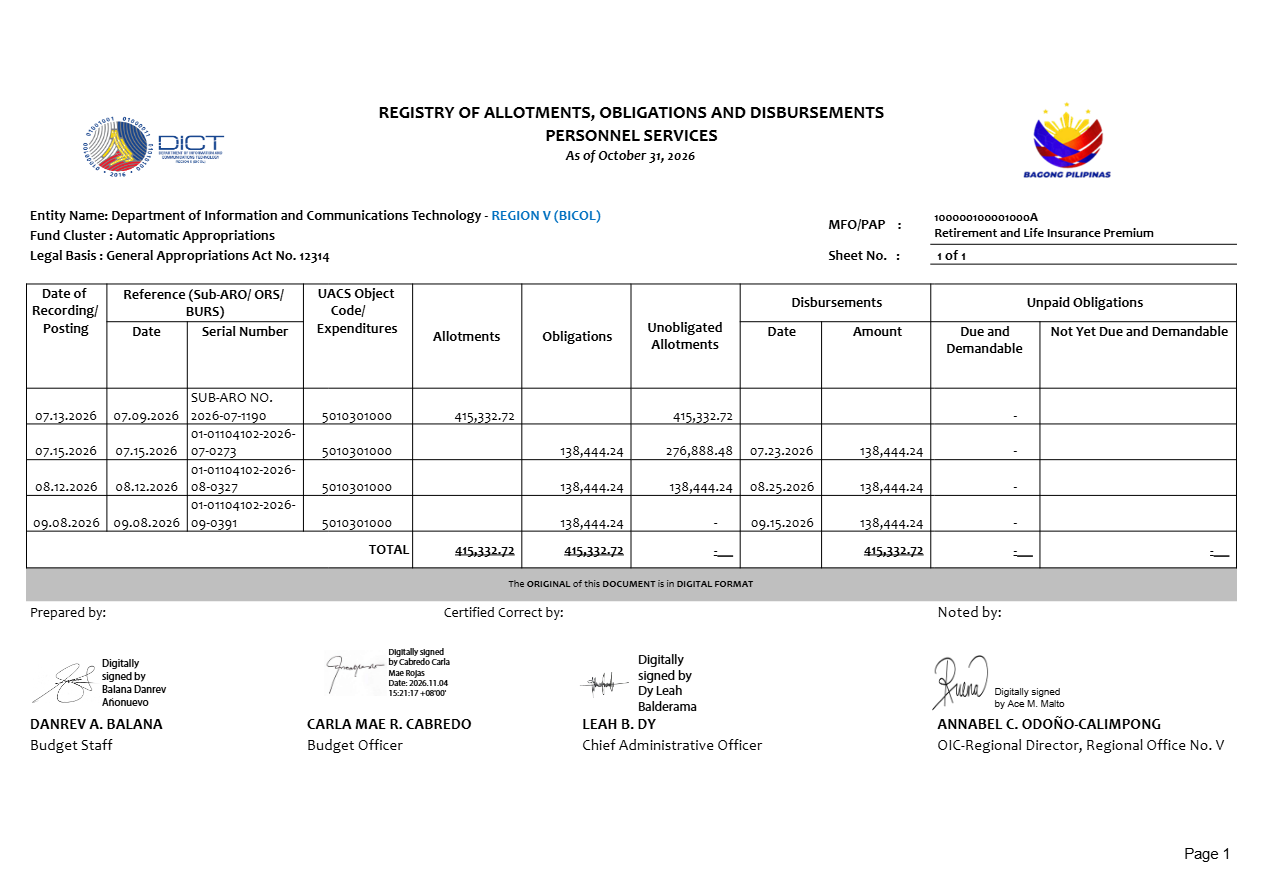 REGISTRY OF ALLOTMENTS, OBLIGATIONS AND DISBURSEMENTS
PERSONNEL SERVICES
As of October 31, 2026
DICT
DEPARTMENT OF INFORMATION AND
COMMUNICATIONS TECHNOLOGY
2016
BAGONG PILIPINAS
Entity Name: Department of Information and Communications Technology - REGION V (BICOL)
Fund Cluster : Automatic Appropriations
Legal Basis : General Appropriations Act No. 12314
MFO/PAP : 100000100001000A
Retirement and Life Insurance Premium
Sheet No. : 1 of 1
Date of Recording/ Posting
Reference (Sub-ARO/ ORS/ BURS)
Date
Serial Number
UACS Object Code/ Expenditures
Allotments
Obligations
Unobligated Allotments
Disbursements
Date
Amount
Unpaid Obligations
Due and Demandable
Not Yet Due and Demandable
SUB-ARO NO.
07.13.2026 07.09.2026 2026-07-1190 5010301000 415,332.72 415,332.72 -
01-01104102-2026-
07.15.2026 07.15.2026 07-0273 5010301000 138,444.24 276,888.48 07.23.2026 138,444.24 -
01-01104102-2026-
08.12.2026 08.12.2026 08-0327 5010301000 138,444.24 138,444.24 08.25.2026 138,444.24 -
01-01104102-2026-
09.08.2026 09.08.2026 09-0391 5010301000 138,444.24 - 09.15.2026 138,444.24 -
TOTAL 415,332.72 415,332.72 - 415,332.72 - -
The ORIGINAL of this DOCUMENT is in DIGITAL FORMAT
Prepared by: Certified Correct by: Noted by:
Digitally
signed by
Balana Danrev
Añonuevo
Digitally signed
by Cabredo Carla
Mae Rojas
Date: 2026.11.04
15:21:17 +08'00'
Digitally
signed by
Dy Leah
Balderama
Digitally signed
by Ace M. Malto
DANREV A. BALANA CARLA MAE R. CABREDO LEAH B. DY ANNABEL C. ODOÑO-CALIMPONG
Budget Staff Budget Officer Chief Administrative Officer OIC-Regional Director, Regional Office No. V
Page 1